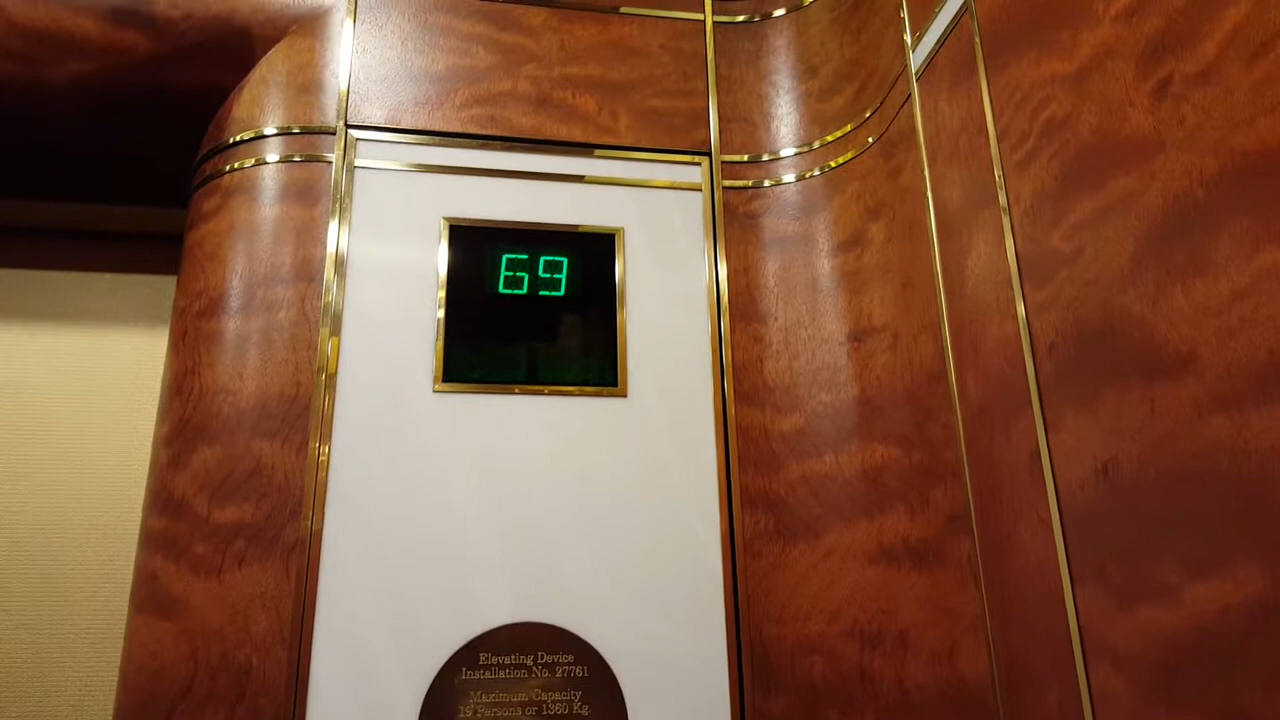 69
Elevating Device
Installation No. 27761
Maximum Capacity
19 Persons or 1360 Kg.